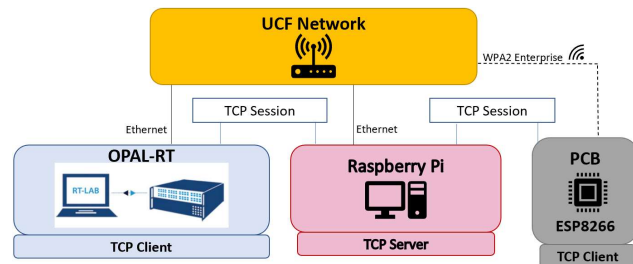 UCF Network
WPA2 Enterprise
TCP Session
TCP Session
Ethernet
Ethernet
OPAL-RT
RT-LAB
TCP Client
Raspberry Pi
TCP Server
PCB
ESP8266
TCP Client